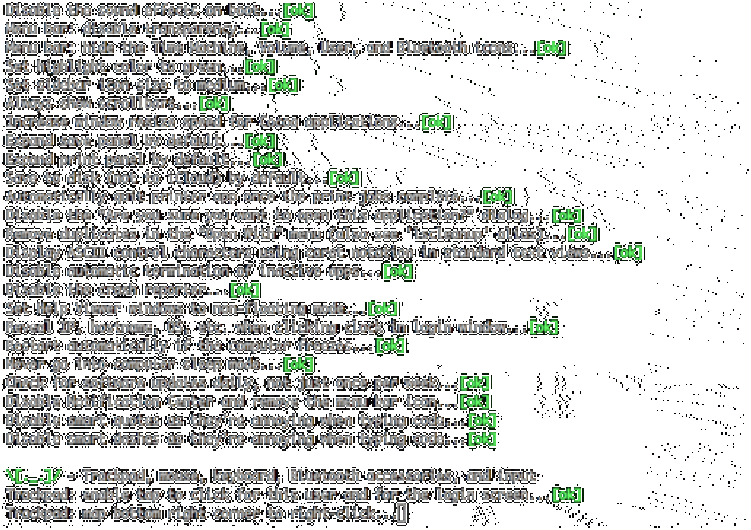 Disable the sound effects on boot...[ok]
Menu bar: disable transparency...[ok]
Menu bar: hide the Time Machine, Volume, User, and Bluetooth icons...[ok]
Set highlight color to green...[ok]
Set sidebar icon size to medium...[ok]
Always show scrollbars...[ok]
Increase window resize speed for Cocoa applications...[ok]
Expand save panel by default...[ok]
Expand print panel by default...[ok]
Save to disk (not to iCloud) by default...[ok]
Automatically quit printer app once the print jobs complete...[ok]
Disable the "Are you sure you want to open this application?" dialog...[ok]
Remove duplicates in the "Open With" menu (also see "lscleanup" alias)...[ok]
Display ASCII control characters using caret notation in standard text views...[ok]
Disable automatic termination of inactive apps...[ok]
Disable the crash reporter...[ok]
Set Help Viewer windows to non-floating mode...[ok]
Reveal IP, hostname, OS, etc. when clicking clock in login window...[ok]
Restart automatically if the computer freezes...[ok]
Never go into computer sleep mode...[ok]
Check for software updates daily, not just once per week...[ok]
Disable Notification Center and remove the menu bar icon...[ok]
Disable smart quotes as they're annoying when typing code...[ok]
Disable smart dashes as they're annoying when typing code...[ok]
\[._.]/ - Trackpad, mouse, keyboard, Bluetooth accessories, and input
Trackpad: enable tap to click for this user and for the login screen...[ok]
Trackpad: map bottom right corner to right-click...